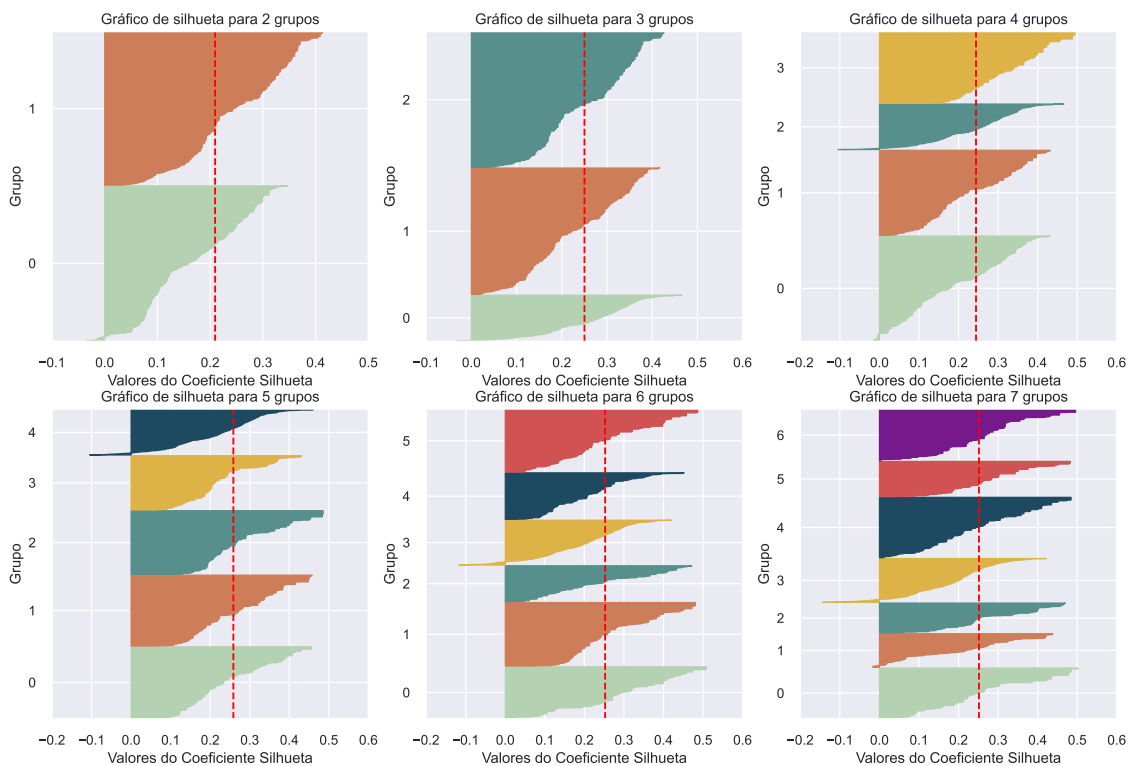 Gráfico de silhueta para 2 grupos
Grupo
1
0
−0.1 0.0 0.1 0.2 0.3 0.4 0.5
Valores do Coeficiente Silhueta
Gráfico de silhueta para 3 grupos
Grupo
2
1
0
−0.1 0.0 0.1 0.2 0.3 0.4 0.5 0.6
Valores do Coeficiente Silhueta
Gráfico de silhueta para 4 grupos
Grupo
3
2
1
0
−0.2 −0.1 0.0 0.1 0.2 0.3 0.4 0.5 0.6
Valores do Coeficiente Silhueta
Gráfico de silhueta para 5 grupos
Grupo
4
3
2
1
0
−0.2 −0.1 0.0 0.1 0.2 0.3 0.4 0.5 0.6
Valores do Coeficiente Silhueta
Gráfico de silhueta para 6 grupos
Grupo
5
4
3
2
1
0
−0.2 −0.1 0.0 0.1 0.2 0.3 0.4 0.5 0.6
Valores do Coeficiente Silhueta
Gráfico de silhueta para 7 grupos
Grupo
6
5
4
3
2
1
0
−0.2 −0.1 0.0 0.1 0.2 0.3 0.4 0.5 0.6
Valores do Coeficiente Silhueta